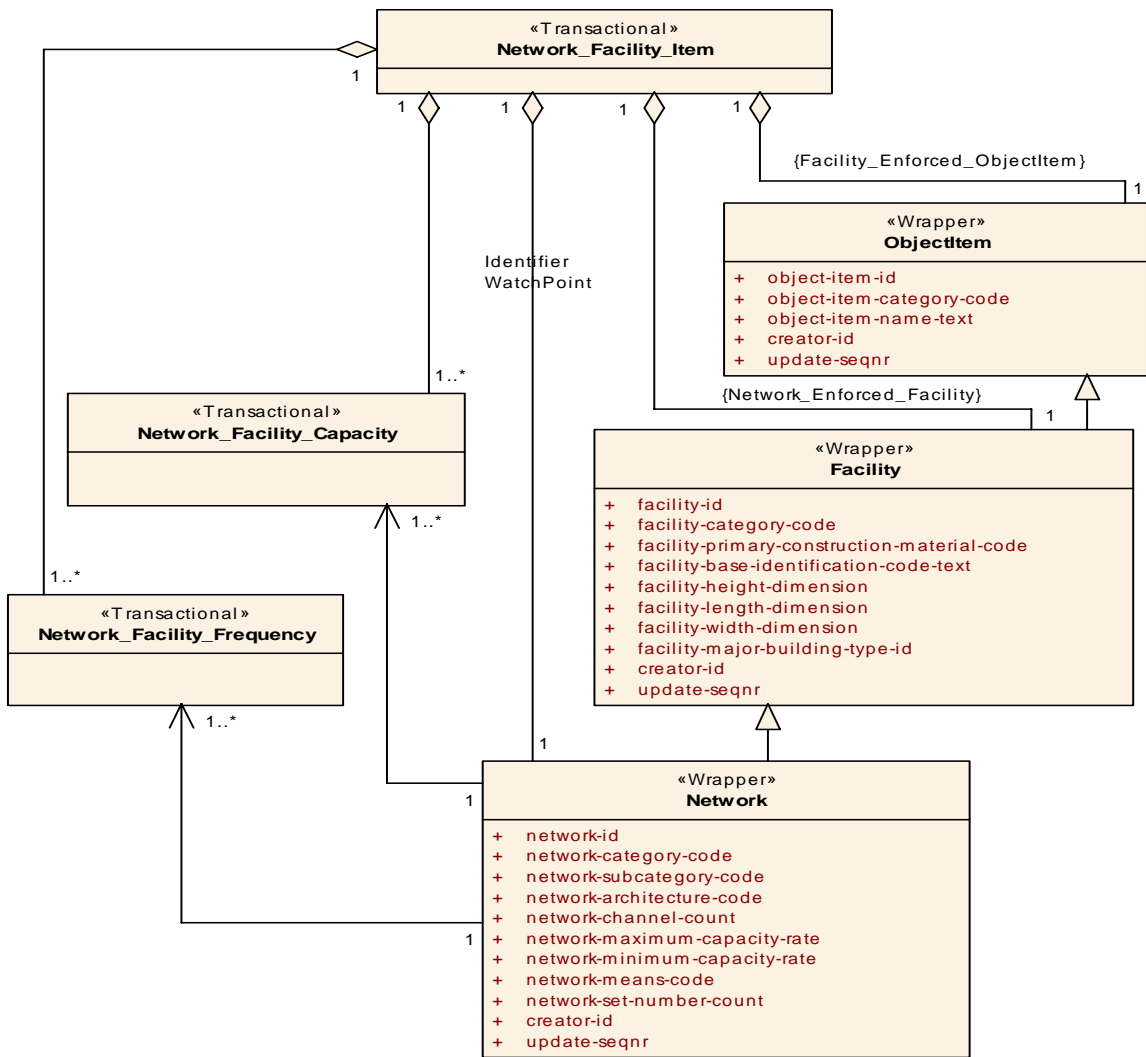 «Transactional»
Network_Facility_Item
1
1
1
1
1
{Facility_Enforced_ObjectItem}
1
«Wrapper»
ObjectItem
+ object-item-id
+ object-item-category-code
+ object-item-name-text
+ creator-id
+ update-seqnr
Identifier
WatchPoint
1..*
{Network_Enforced_Facility}
1
«Transactional»
Network_Facility_Capacity
«Wrapper»
Facility
+ facility-id
+ facility-category-code
+ facility-primary-construction-material-code
+ facility-base-identification-code-text
+ facility-height-dimension
+ facility-length-dimension
+ facility-width-dimension
+ facility-major-building-type-id
+ creator-id
+ update-seqnr
1..*
1..*
«Transactional»
Network_Facility_Frequency
1..*
1
1
1
«Wrapper»
Network
+ network-id
+ network-category-code
+ network-subcategory-code
+ network-architecture-code
+ network-channel-count
+ network-maximum-capacity-rate
+ network-minimum-capacity-rate
+ network-means-code
+ network-set-number-count
+ creator-id
+ update-seqnr